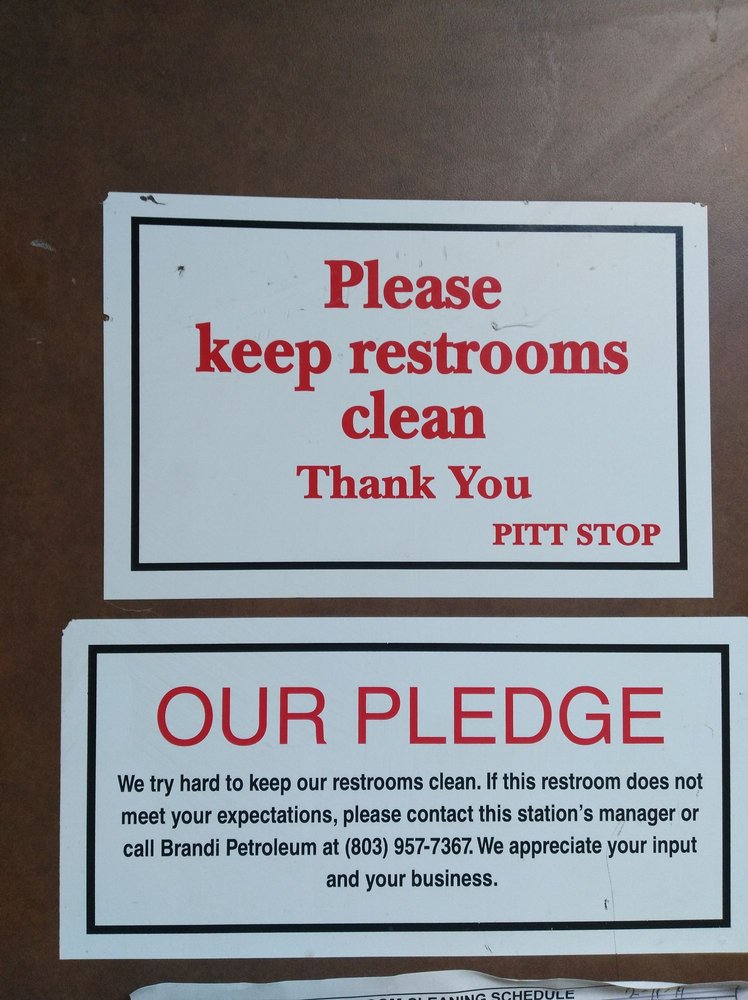 Please
keep restrooms
clean
Thank You
PITT STOP
OUR PLEDGE
We try hard to keep our restrooms clean. If this restroom does not
meet your expectations, please contact this station's manager or
call Brandi Petroleum at (803) 957-7367. We appreciate your input
and your business.
CLEANING SCHEDULE